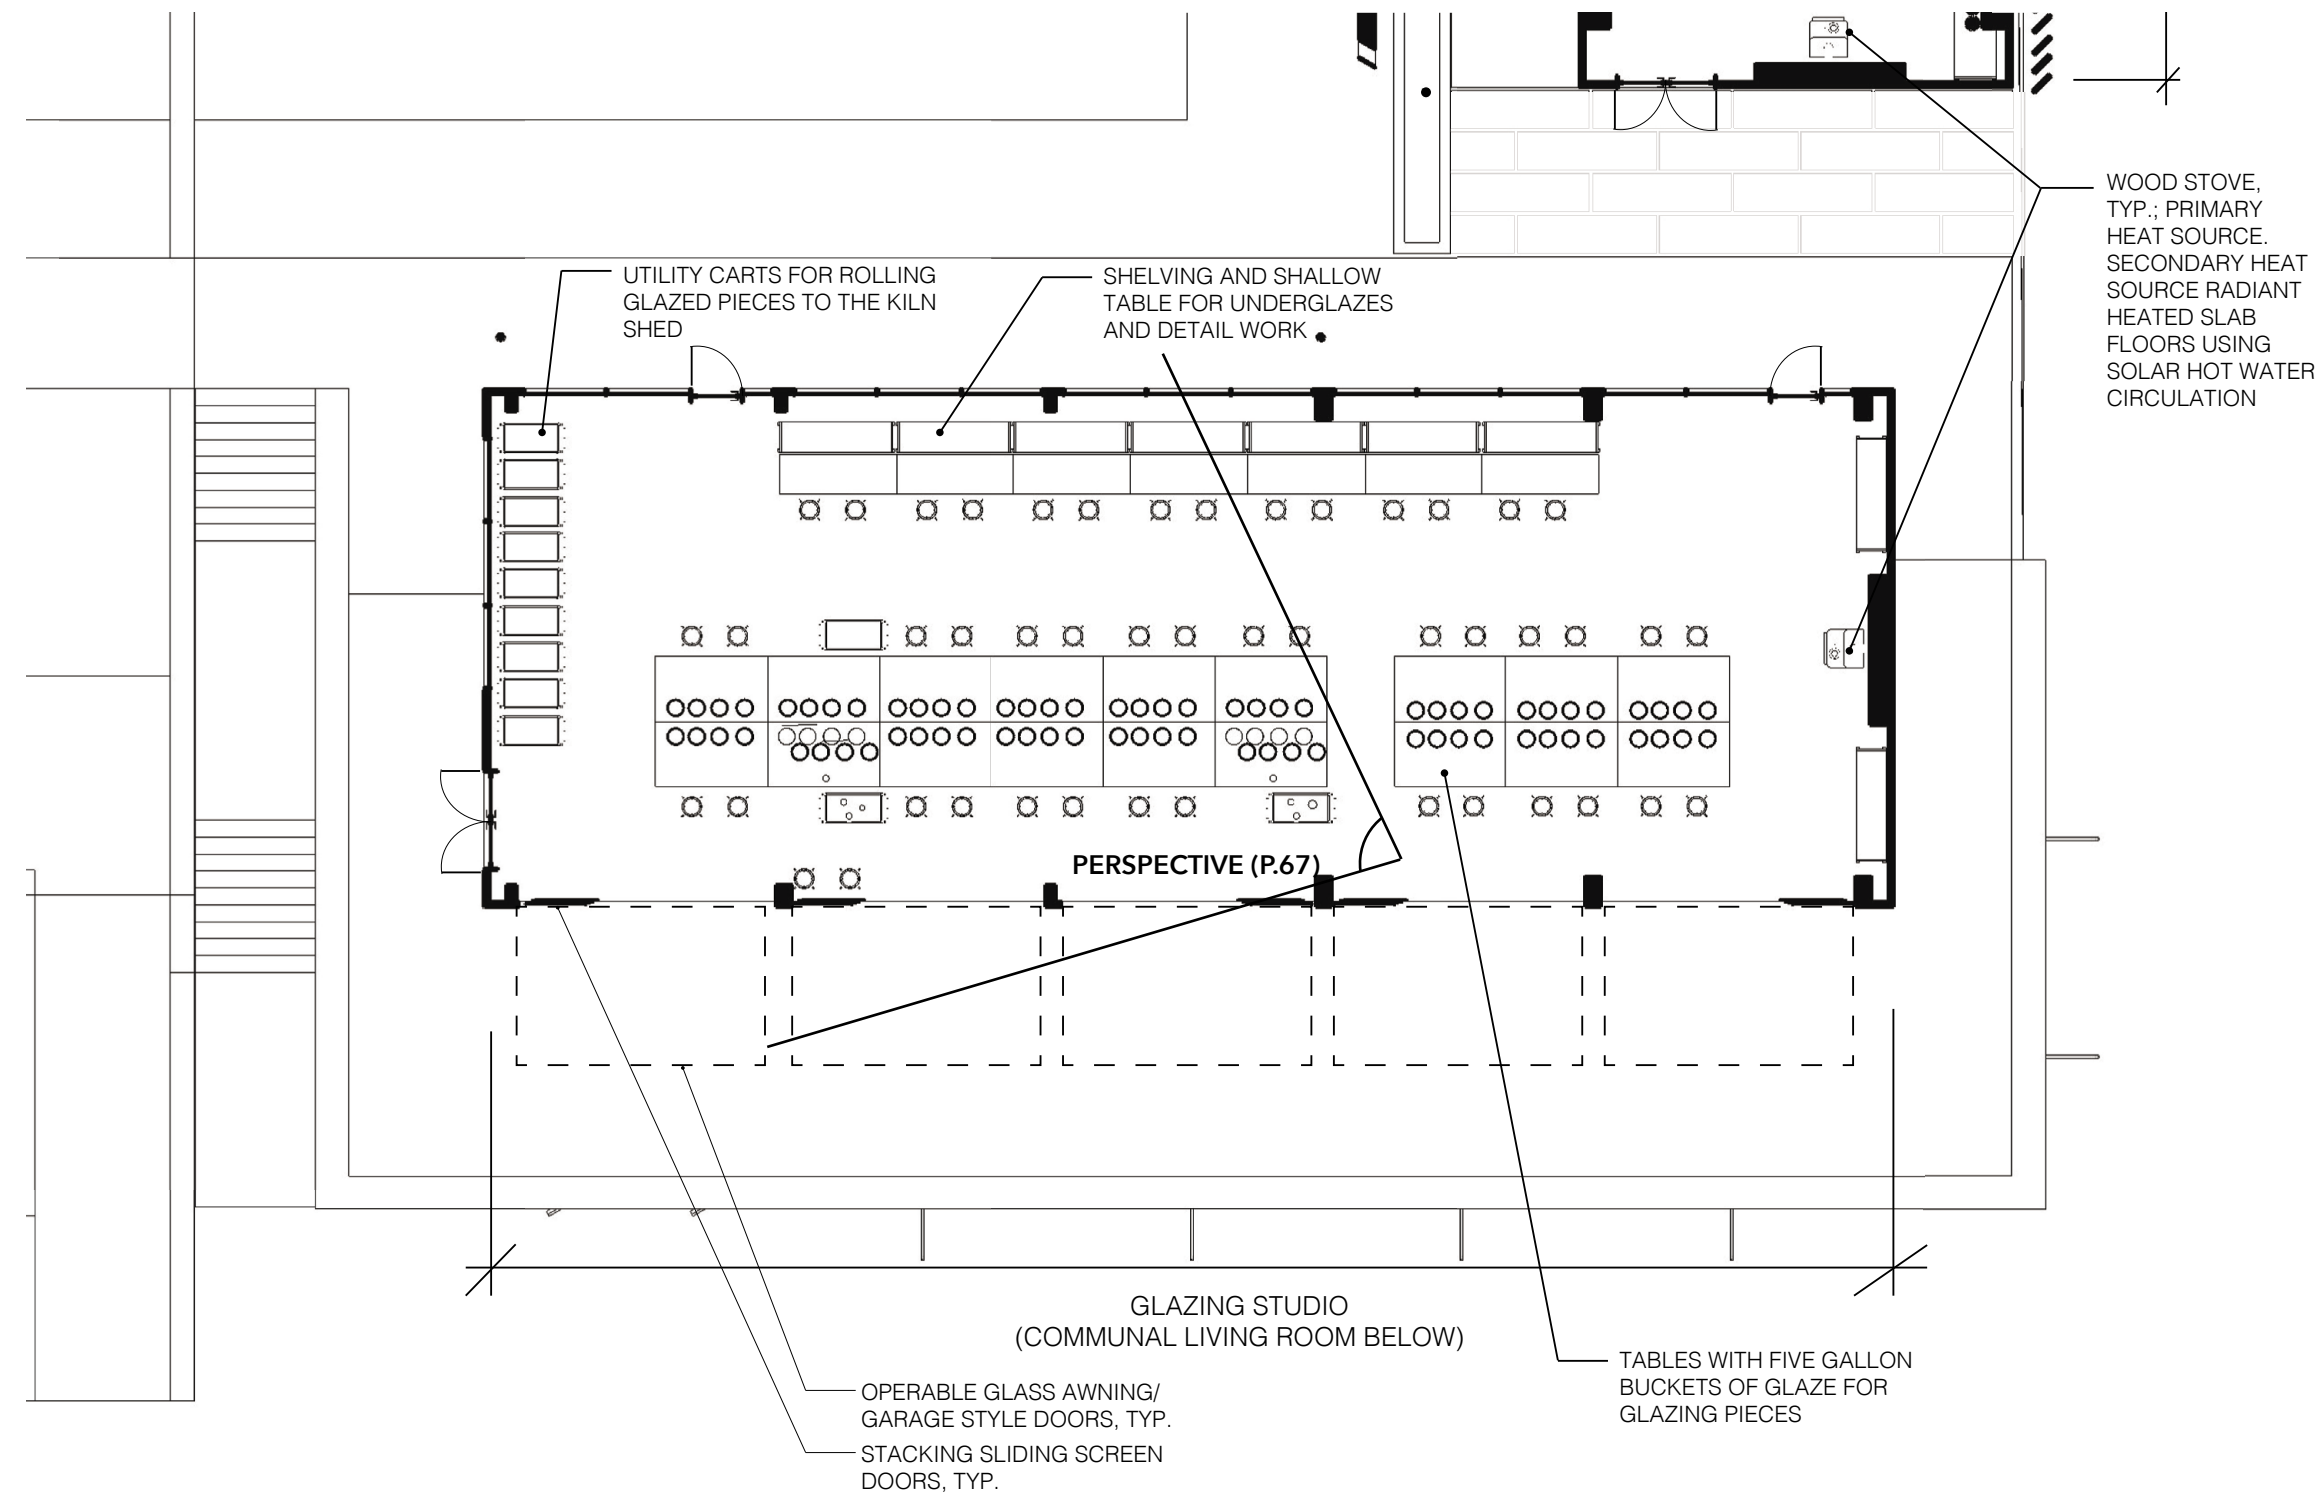 WOOD STOVE,
TYP.; PRIMARY
HEAT SOURCE.
SECONDARY HEAT
SOURCE RADIANT
HEATED SLAB
FLOORS USING
SOLAR HOT WATER
CIRCULATION
UTILITY CARTS FOR ROLLING
GLAZED PIECES TO THE KILN
SHED
SHELVING AND SHALLOW
TABLE FOR UNDERGLAZES
AND DETAIL WORK
PERSPECTIVE (P.67)
GLAZING STUDIO
(COMMUNAL LIVING ROOM BELOW)
TABLES WITH FIVE GALLON
BUCKETS OF GLAZE FOR
GLAZING PIECES
OPERABLE GLASS AWNING/
GARAGE STYLE DOORS, TYP.
STACKING SLIDING SCREEN
DOORS, TYP.